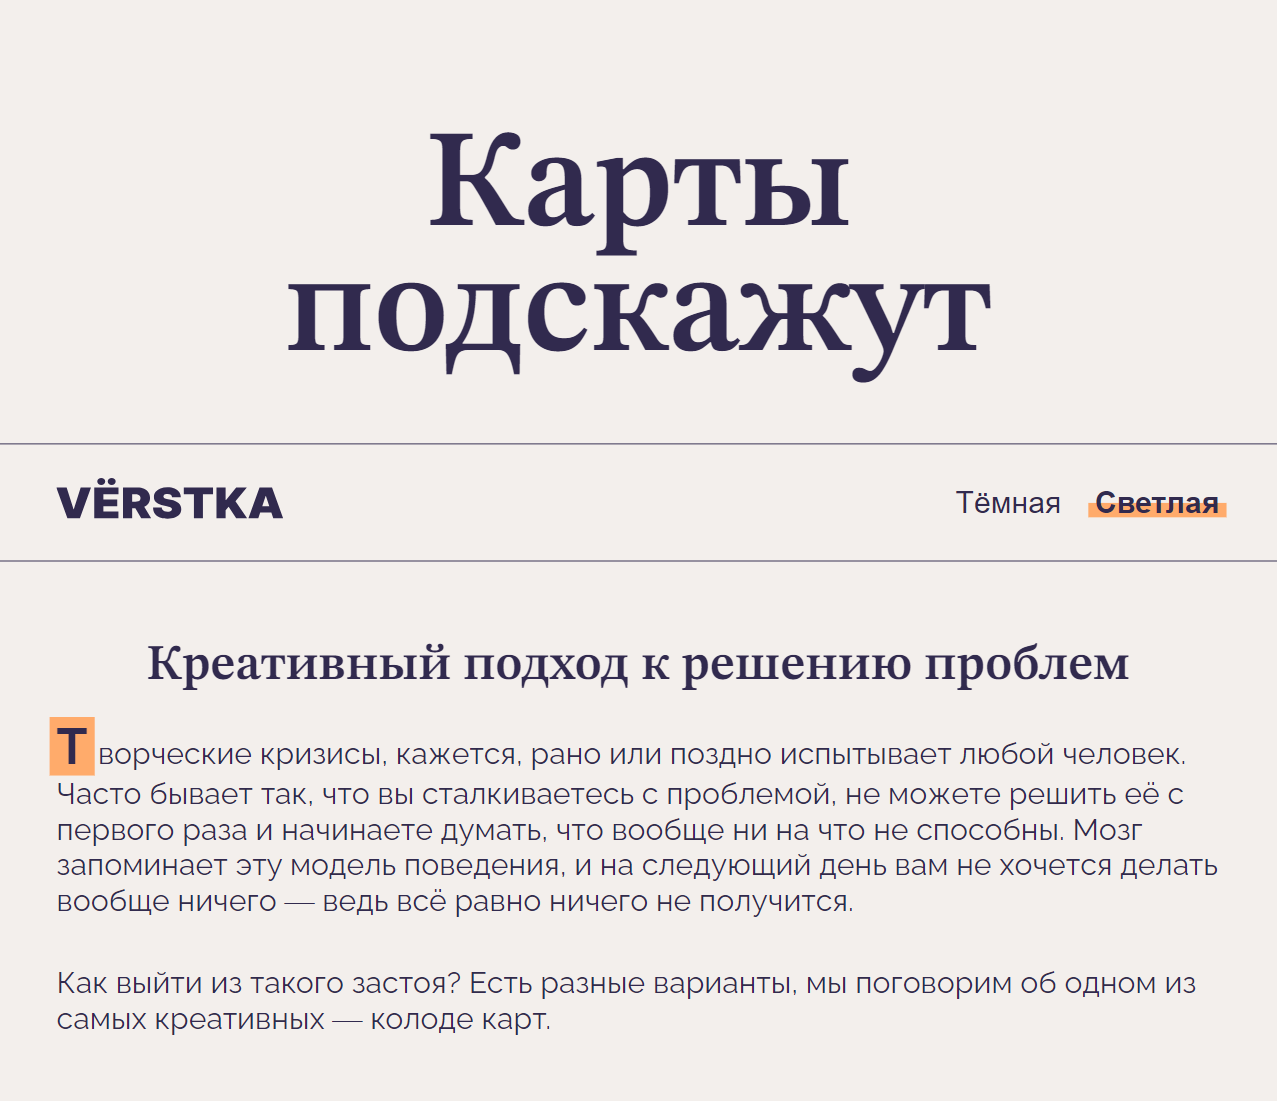 Карты
подскажут
VЁRSTKA
Тёмная Светлая
Креативный подход к решению проблем
Творческие кризисы, кажется, рано или поздно испытывает любой человек.
Часто бывает так, что вы сталкиваетесь с проблемой, не можете решить её с
первого раза и начинаете думать, что вообще ни на что не способны. Мозг
запоминает эту модель поведения, и на следующий день вам не хочется делать
вообще ничего — ведь всё равно ничего не получится.
Как выйти из такого застоя? Есть разные варианты, мы поговорим об одном из
самых креативных — колоде карт.